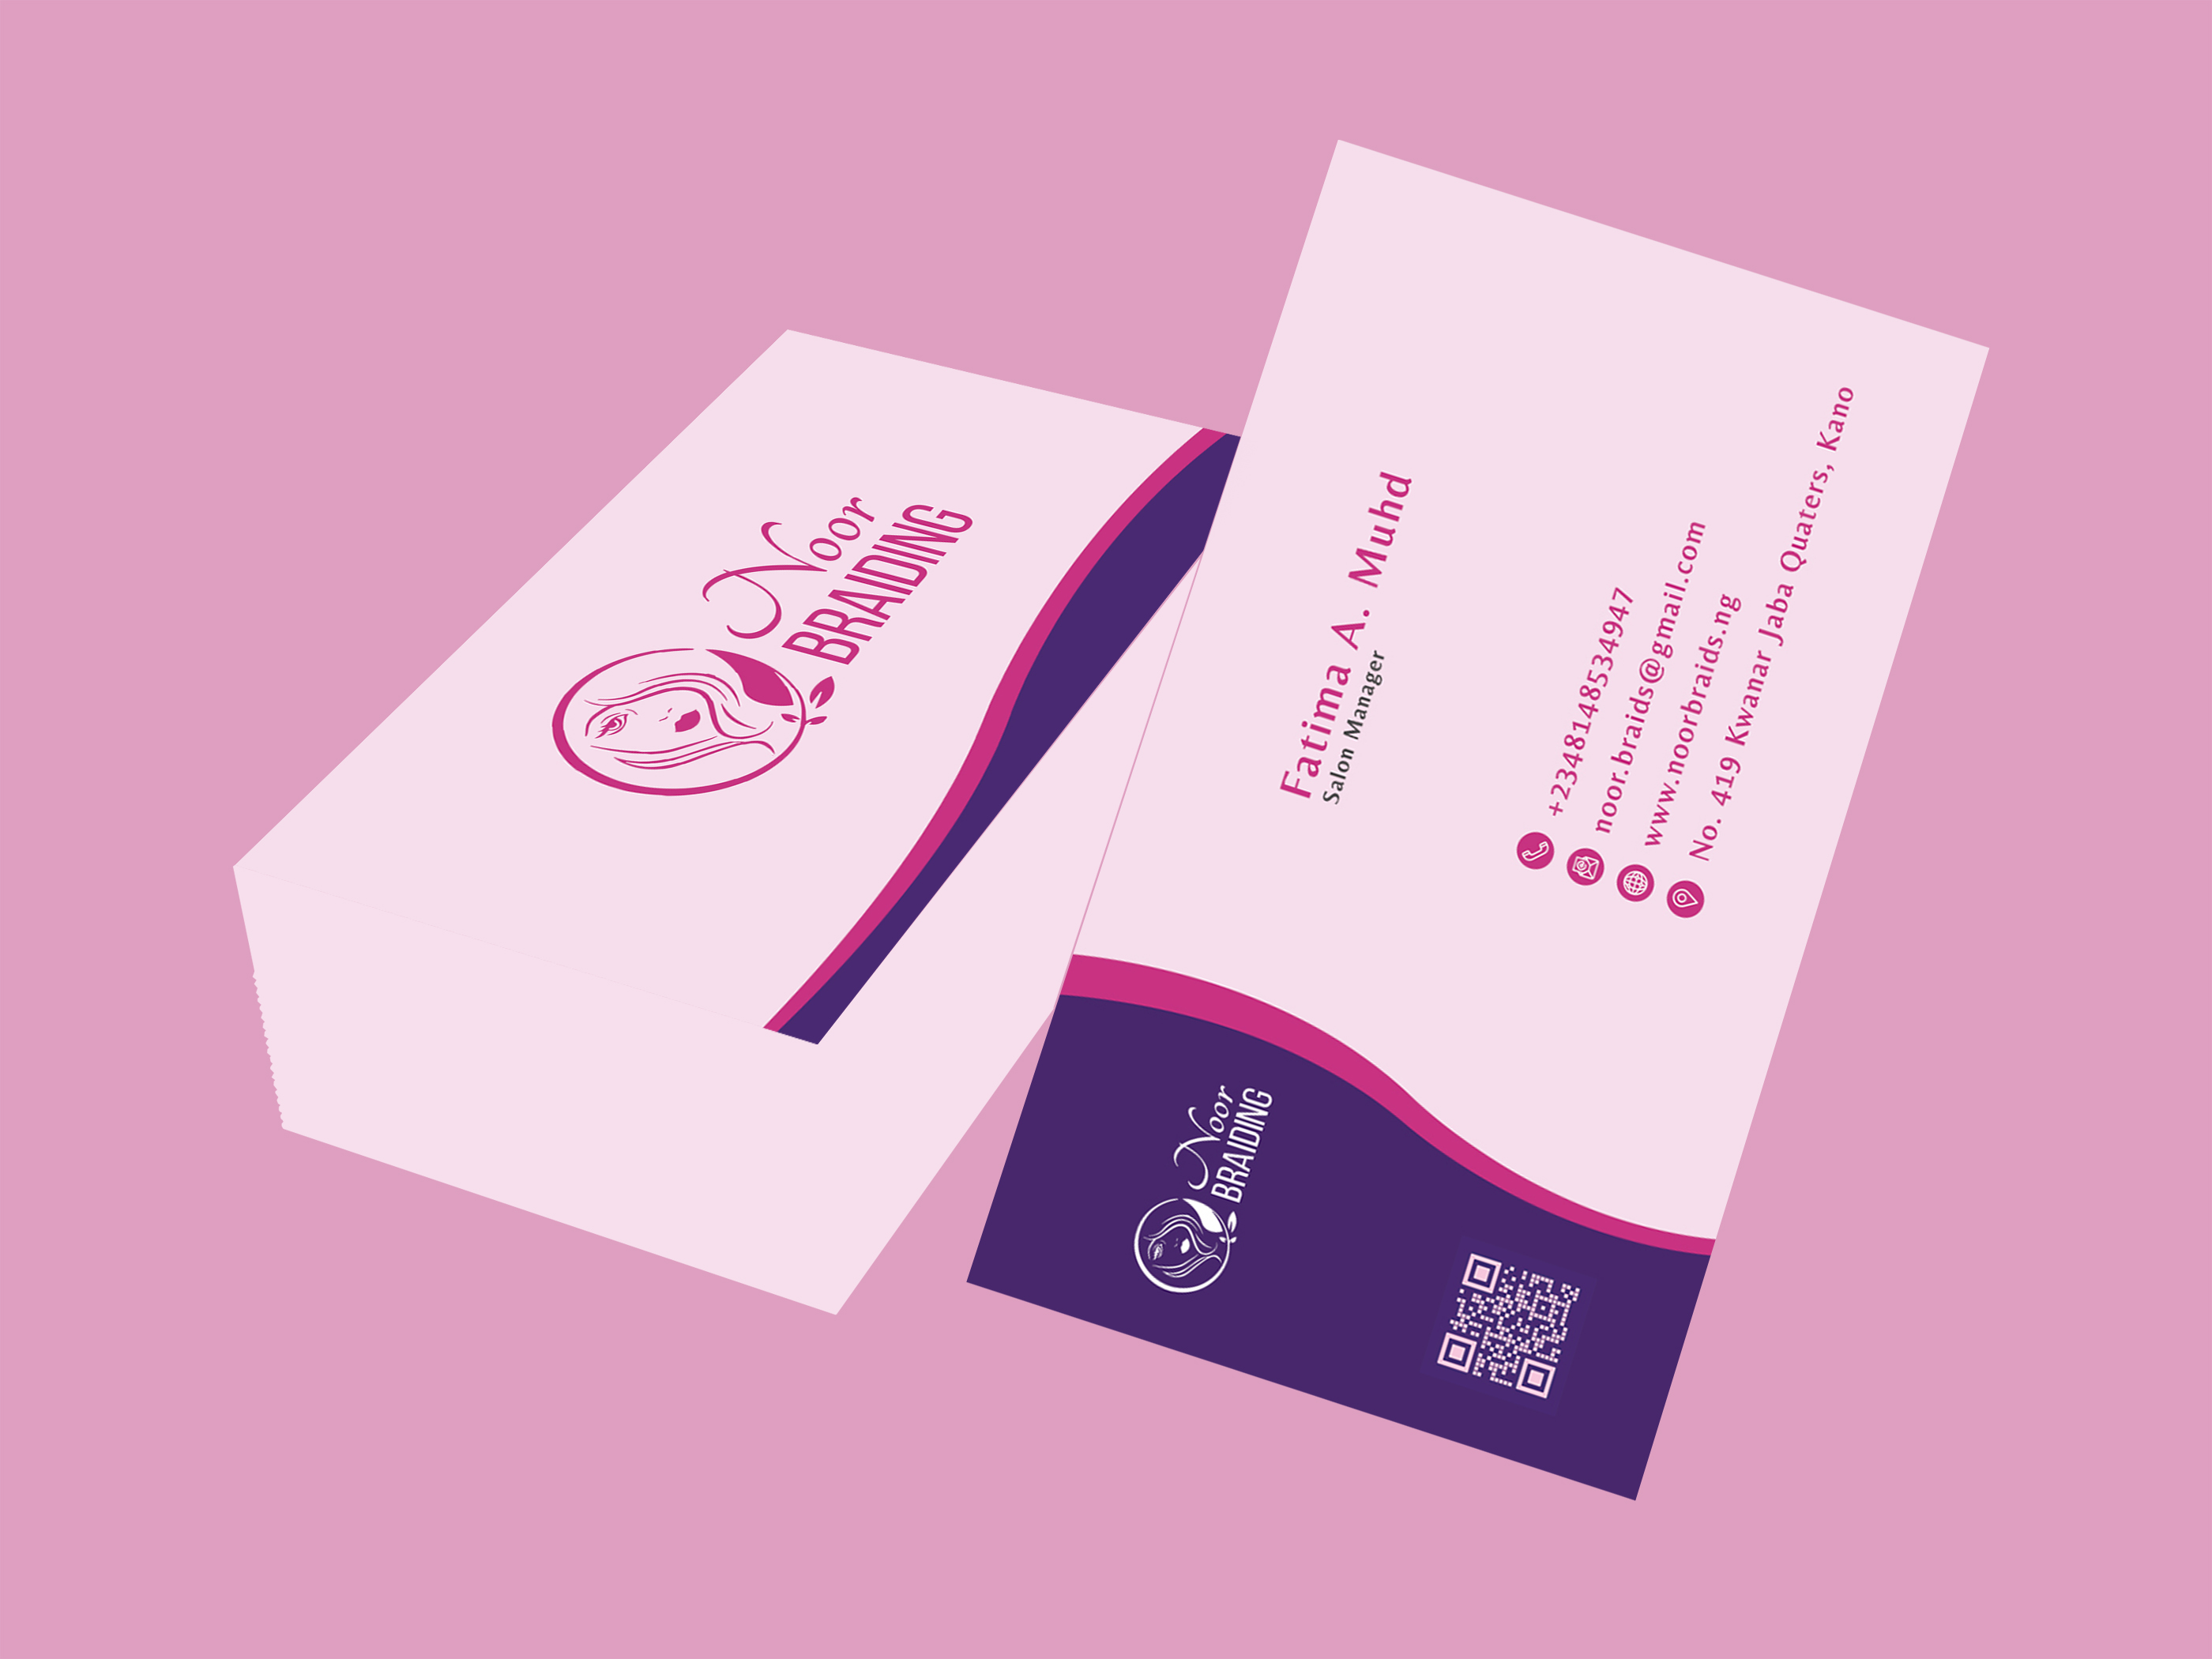 Noor
BRAIDING
Fatima A. Muhd
Salon Manager
+2348148534947
noor.braids@gmail.com
www.noorbraids.ng
No. 419 Kwanar Jaba Quaters, Kano
Noor
BRAIDING